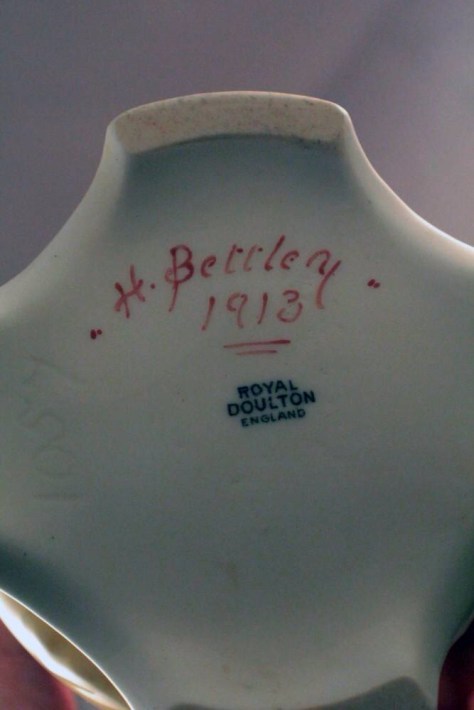 " H. Bettley "
1913
ROYAL
DOULTON
ENGLAND